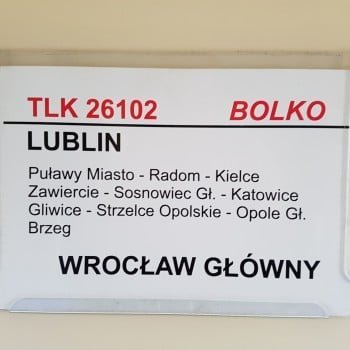 TLK 26102 BOLKO
LUBLIN
Puławy Miasto - Radom - Kielce
Zawiercie - Sosnowiec Gł. - Katowice
Gliwice - Strzelce Opolskie - Opole Gł.
Brzeg
WROCŁAW GŁÓWNY